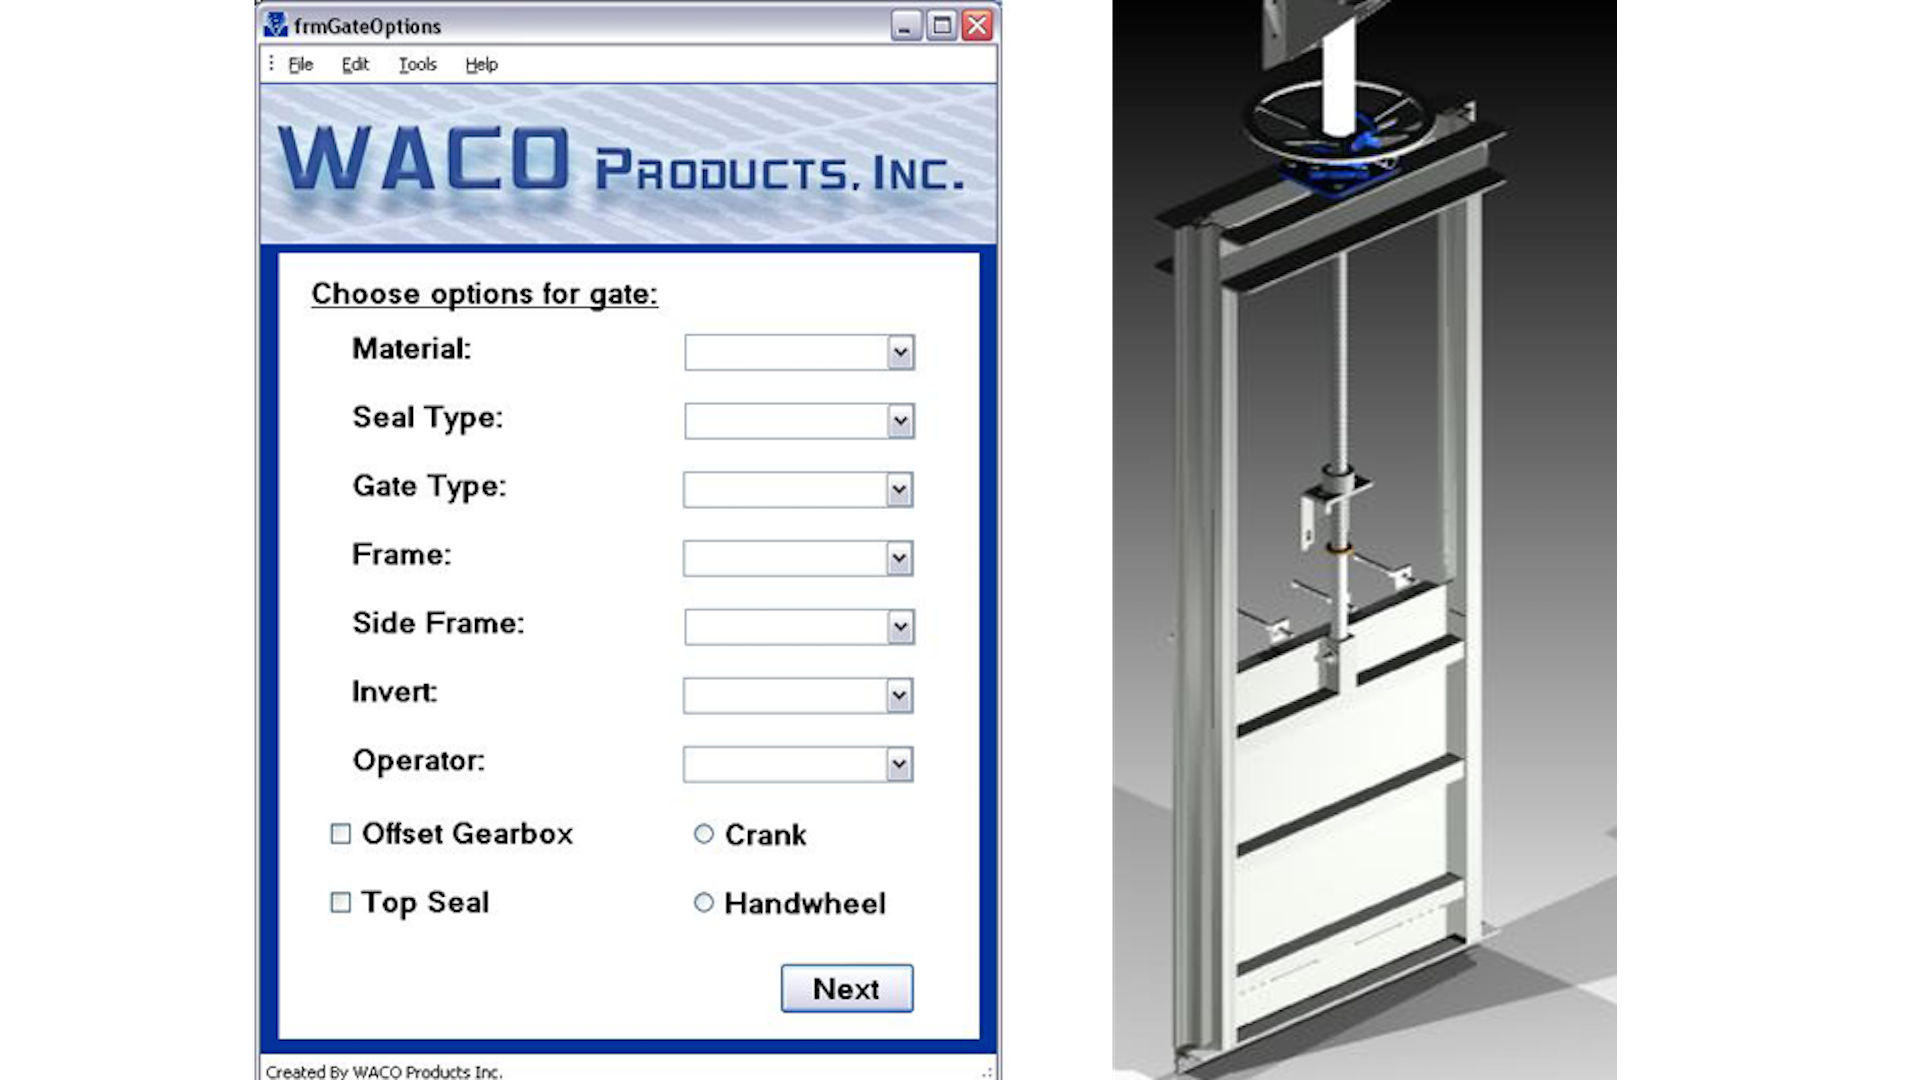 frmGateOptions
File Edit Tools Help
WACO PRODUCTS, INC.
Choose options for gate:
Material:
Seal Type:
Gate Type:
Frame:
Side Frame:
Invert:
Operator:
Offset Gearbox Crank
Top Seal Handwheel
Next
Created By WACO Products Inc.